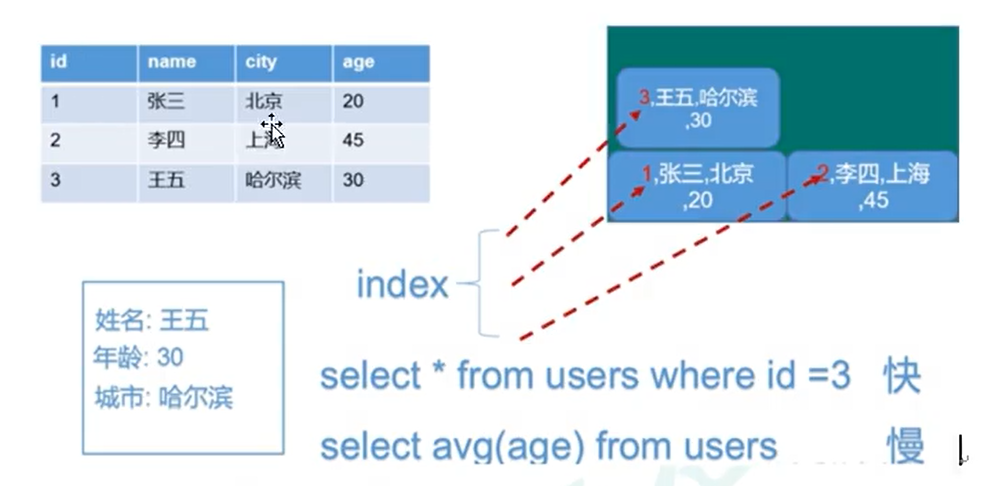 id name city age
1 张三 北京 20
2 李四 上海 45
3 王五 哈尔滨 30
3,王五,哈尔滨
,30
1,张三,北京
,20
2,李四,上海
,45
index
姓名: 王五
年龄: 30
城市: 哈尔滨
select * from users where id =3 快
select avg(age) from users 慢